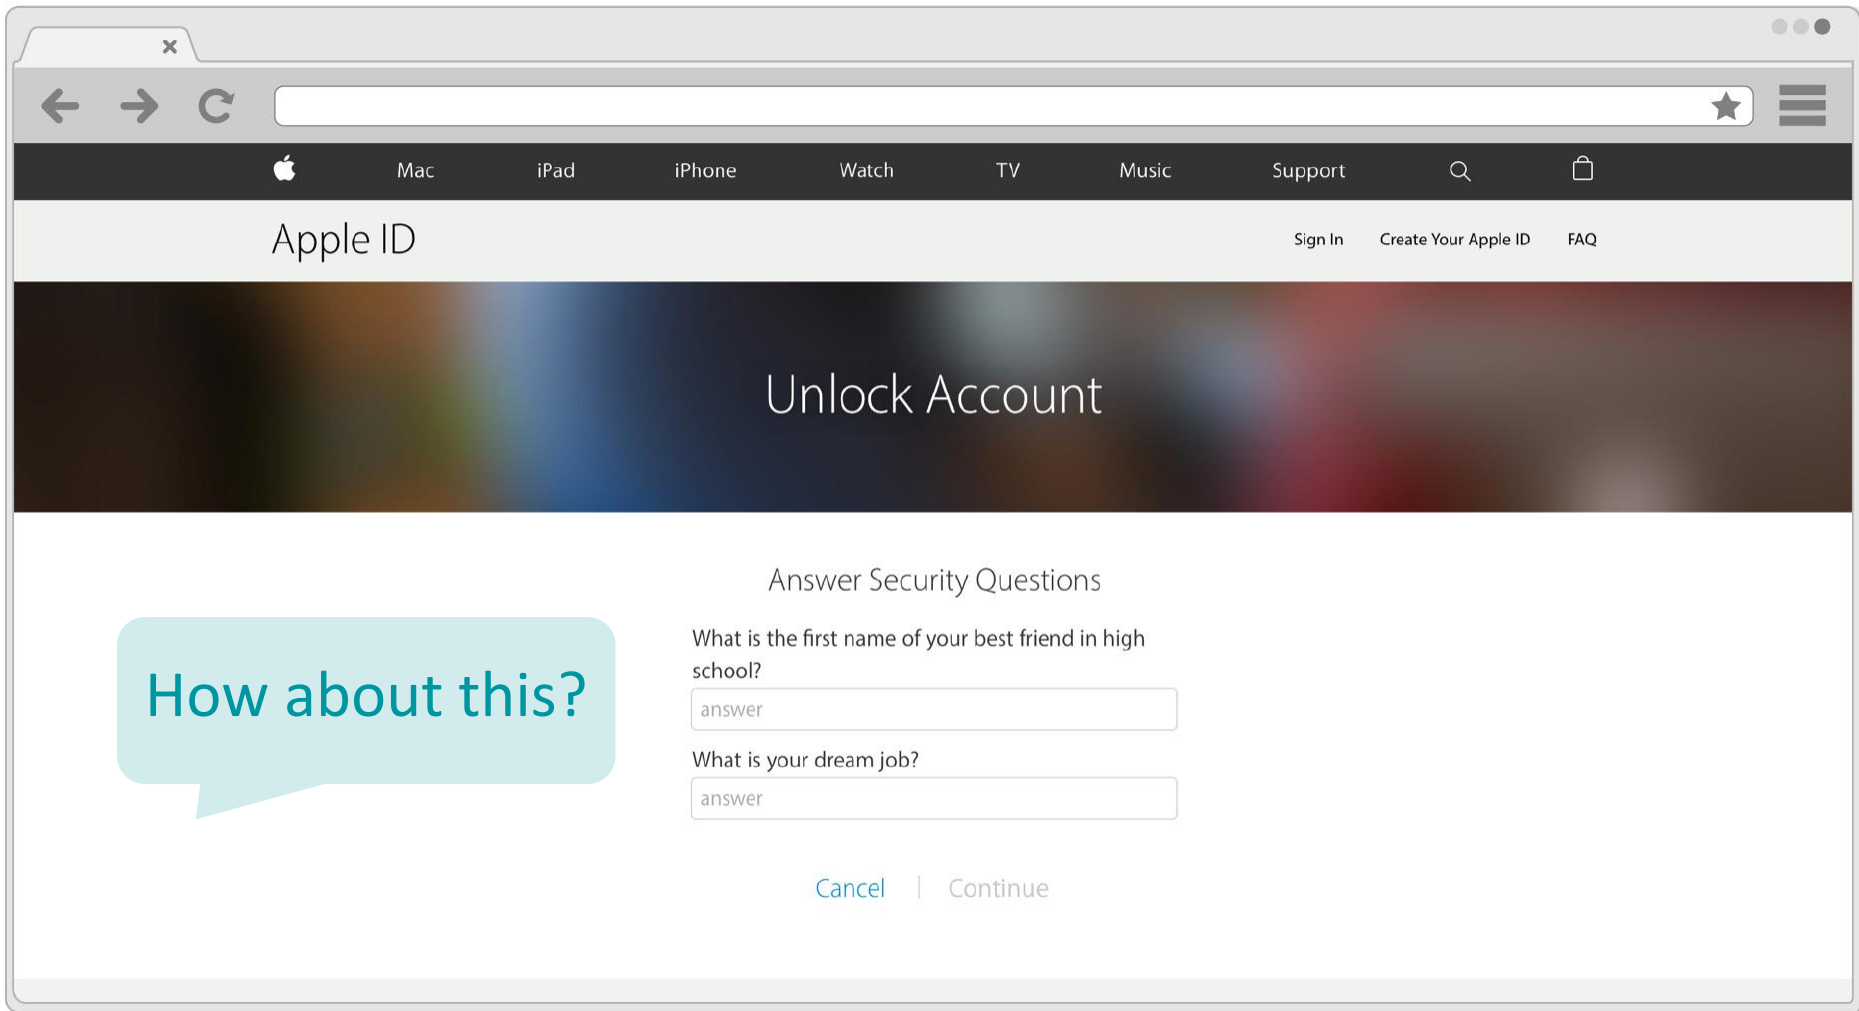 Mac iPad iPhone Watch TV Music Support
Apple ID
Sign In Create Your Apple ID FAQ
Unlock Account
Answer Security Questions
How about this?
What is the first name of your best friend in high
school?
answer
What is your dream job?
answer
Cancel | Continue